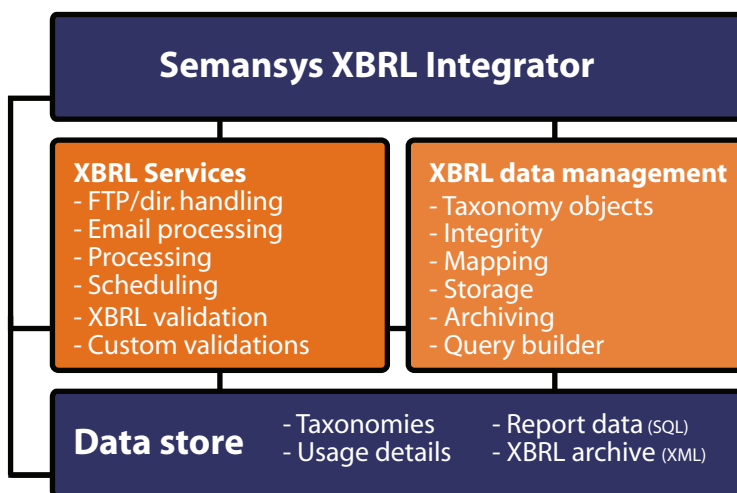 Semansys XBRL Integrator
XBRL Services
- FTP/dir. handling
- Email processing
- Processing
- Scheduling
- XBRL validation
- Custom validations
XBRL data management
- Taxonomy objects
- Integrity
- Mapping
- Storage
- Archiving
- Query builder
Data store
- Taxonomies
- Usage details
- Report data (SQL)
- XBRL archive (XML)